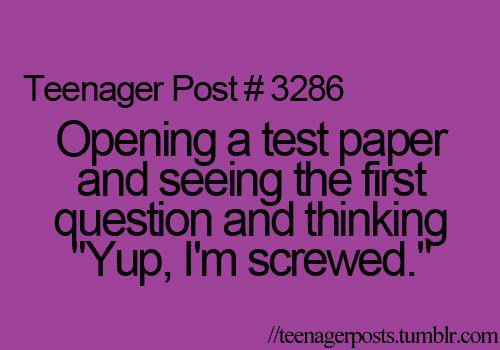 Teenager Post # 3286
Opening a test paper
and seeing the first
question and thinking
"Yup, I'm screwed."
//teenagerposts.tumblr.com